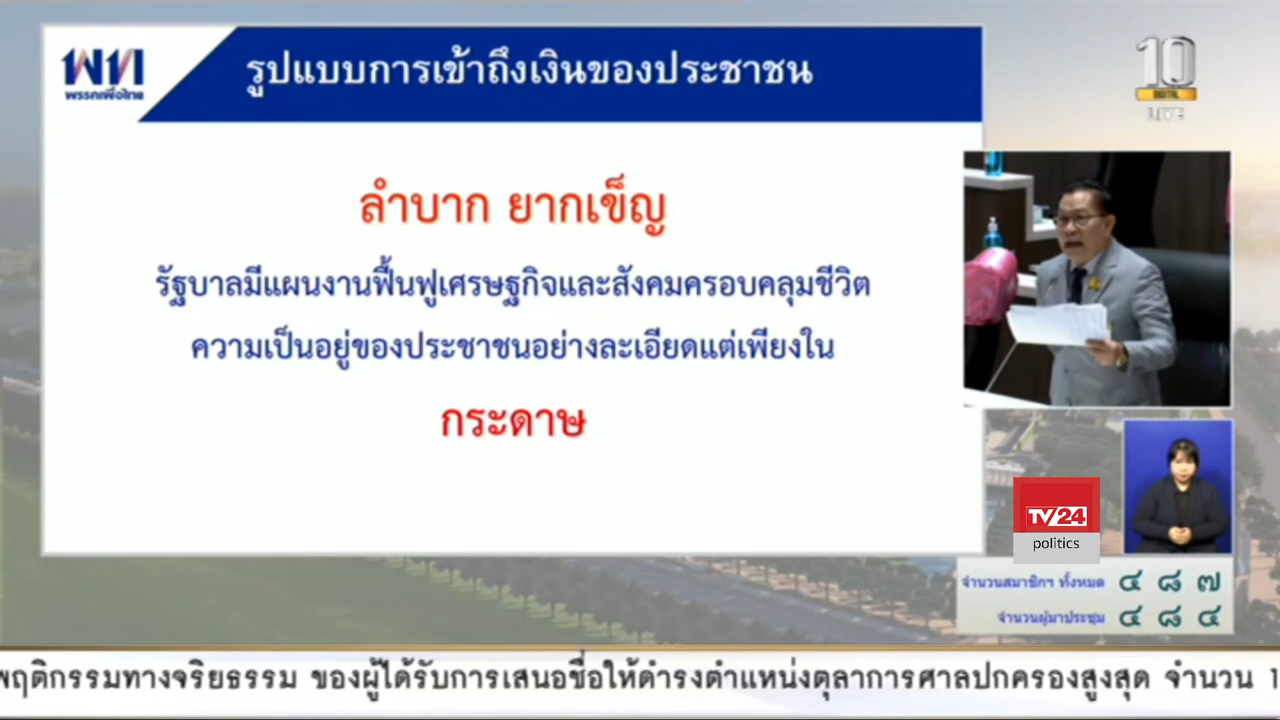 พท
พรรคเพื่อไทย
รูปแบบการเข้าถึงเงินของประชาชน
10
DIGITAL
LIVE
ลำบาก ยากเข็ญ
รัฐบาลมีแผนงานฟื้นฟูเศรษฐกิจและสังคมครอบคลุมชีวิต
ความเป็นอยู่ของประชาชนอย่างละเอียดแต่เพียงใน
กระดาษ
TV/24
politics
จำนวนสมาชิกฯ ทั้งหมด ๔ ๘ ๗
จำนวนผู้มาประชุม ๔ ๘ ๔
พฤติกรรมทางจริยธรรม ของผู้ได้รับการเสนอชื่อให้ดำรงตำแหน่งตุลาการศาลปกครองสูงสุด จำนวน 1